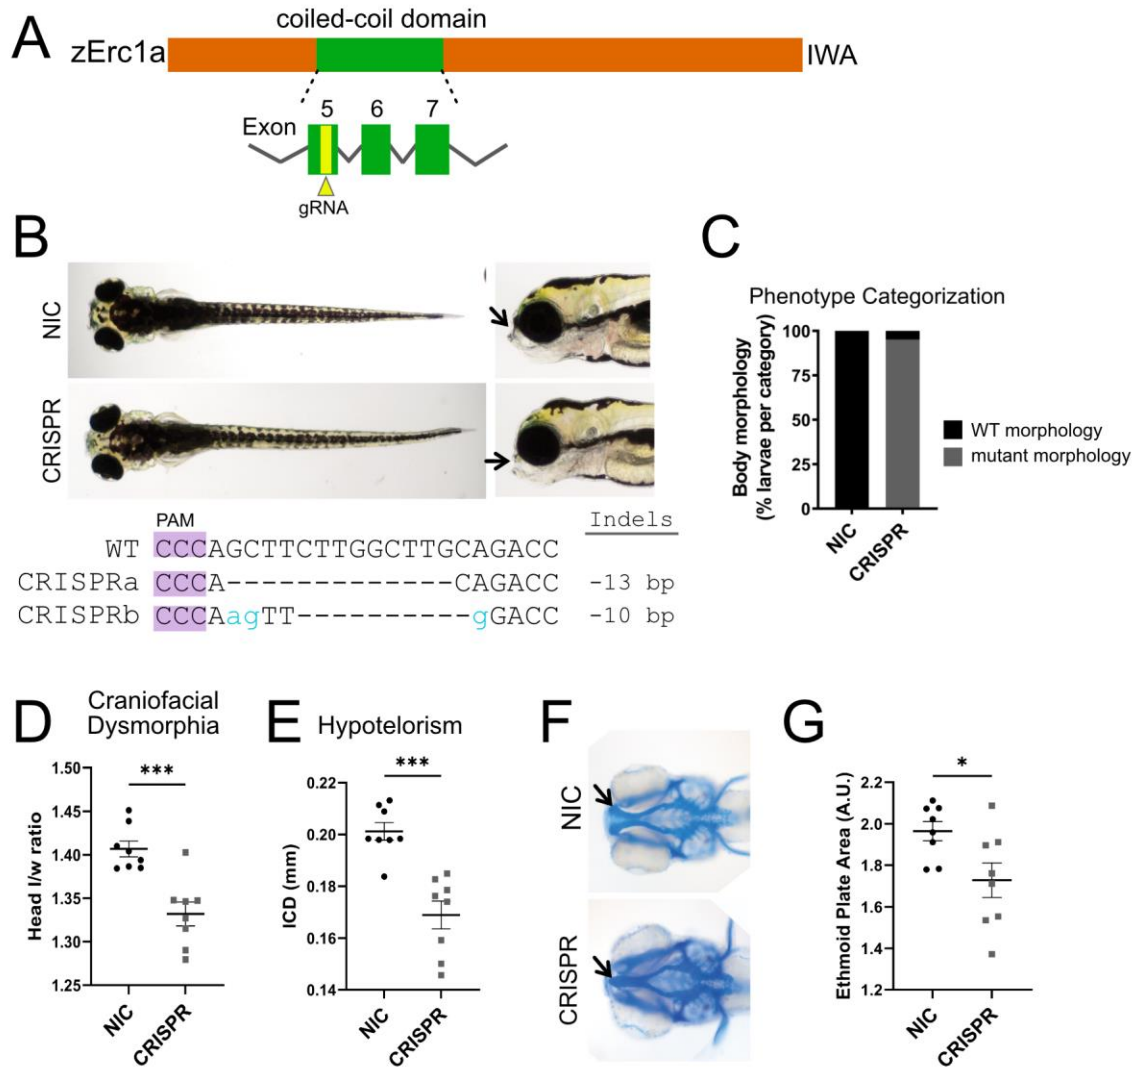 A
coiled-coil domain
zErc1a
IWA
5 6 7
Exon
gRNA
B
NIC
CRISPR
PAM
Indels
WT CCCAGCTTCTTGGCTTGCAGACC
CRISPRa CCCA-------------CAGACC -13 bp
CRISPRb CCCAagTT----------gGACC -10 bp
C
Phenotype Categorization
Body morphology
(% larvae per category)
100
75
50
25
0
NIC
CRISPR
WT morphology
mutant morphology
D
Craniofacial
Dysmorphia
***
Head l/w ratio
1.50
1.40
1.35
1.30
1.25
NIC
CRISPR
E
Hypotelorism
***
ICD (mm)
0.22
0.20
0.18
0.16
0.14
NIC
CRISPR
F
NIC
CRISPR
G
*
Ethmoid Plate Area (A.U.)
2.2
2.0
1.8
1.6
1.4
1.2
NIC
CRISPR